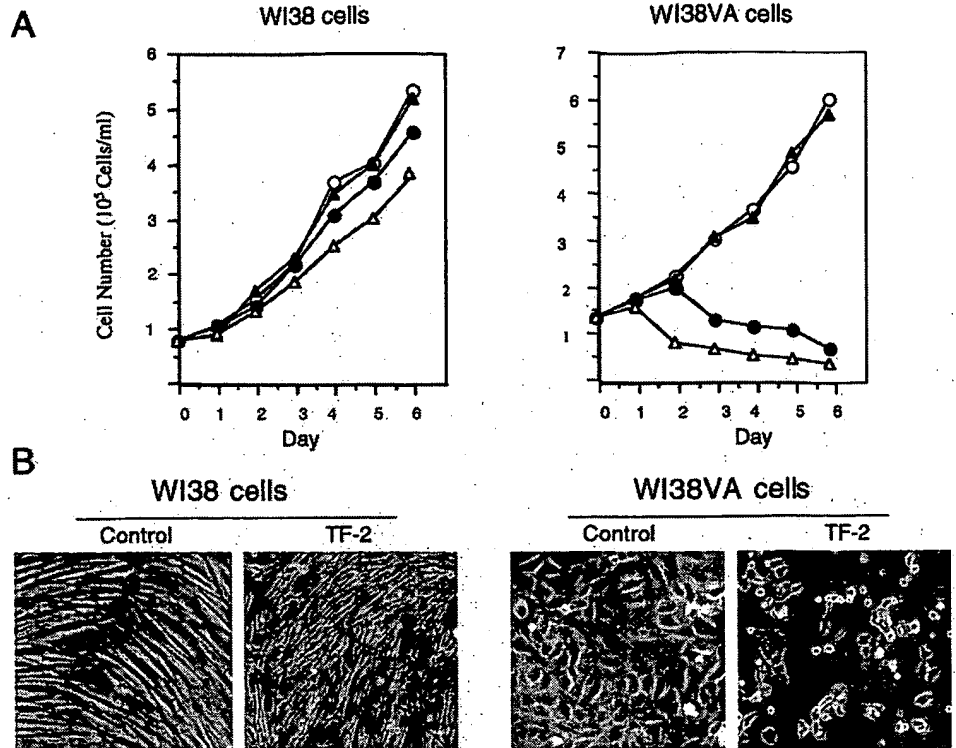 A
WI38 cells
WI38VA cells
Cell Number (10⁵ Cells/ml)
6
5
4
3
2
1
0 1 2 3 4 5 6
Day
7
6
5
4
3
2
1
0 1 2 3 4 5 6
Day
B
WI38 cells
WI38VA cells
Control
TF-2
Control
TF-2